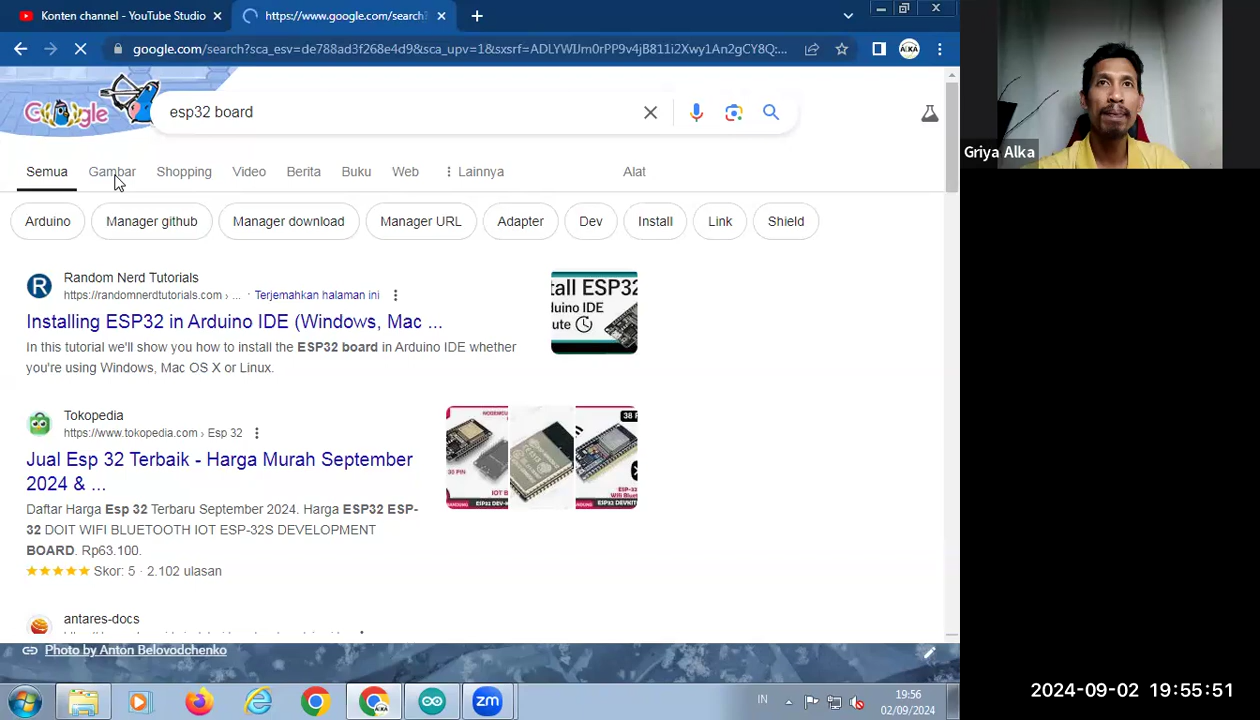 Konten channel - YouTube Studio
https://www.google.com/search?
google.com/search?sca_esv=de788ad3f268e4d9&sca_upv=1&sxsrf=ADLYWIJm0rPP9v4jB811i2Xwy1An2gCY8Q:...
Google
esp32 board
Semua Gambar Shopping Video Berita Buku Web Lainnya Alat
Arduino Manager github Manager download Manager URL Adapter Dev Install Link Shield
R
Random Nerd Tutorials
https://randomnerdtutorials.com › ... · Terjemahkan halaman ini
Installing ESP32 in Arduino IDE (Windows, Mac ...
In this tutorial we'll show you how to install the ESP32 board in Arduino IDE whether
you're using Windows, Mac OS X or Linux.
tall ESP32
duino IDE
ute
Tokopedia
https://www.tokopedia.com › Esp 32
Jual Esp 32 Terbaik - Harga Murah September
2024 & ...
Daftar Harga Esp 32 Terbaru September 2024. Harga ESP32 ESP-
32 DOIT WIFI BLUETOOTH IOT ESP-32S DEVELOPMENT
BOARD. Rp63.100.
Skor: 5 · 2.102 ulasan
antares-docs
Photo by Anton Belovodchenko
zm
IN
19:56
02/09/2024
Griya Alka
2024-09-02 19:55:51